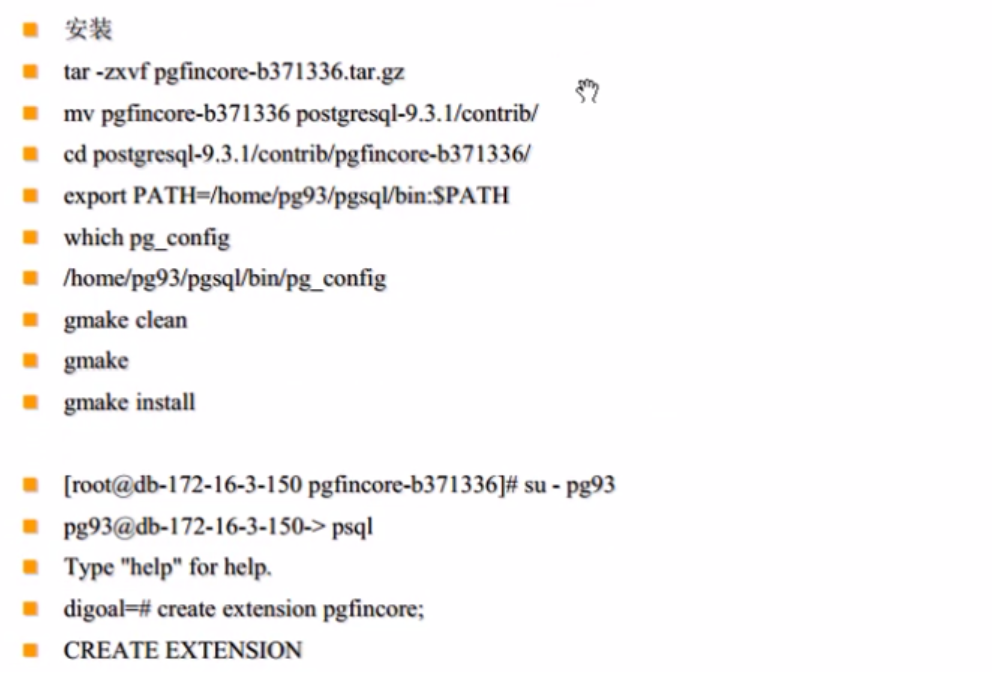 安装
tar -zxvf pgfincore-b371336.tar.gz
mv pgfincore-b371336 postgresql-9.3.1/contrib/
cd postgresql-9.3.1/contrib/pgfincore-b371336/
export PATH=/home/pg93/pgsql/bin:$PATH
which pg_config
/home/pg93/pgsql/bin/pg_config
gmake clean
gmake
gmake install
[root@db-172-16-3-150 pgfincore-b371336]# su - pg93
pg93@db-172-16-3-150-> psql
Type "help" for help.
digoal=# create extension pgfincore;
CREATE EXTENSION